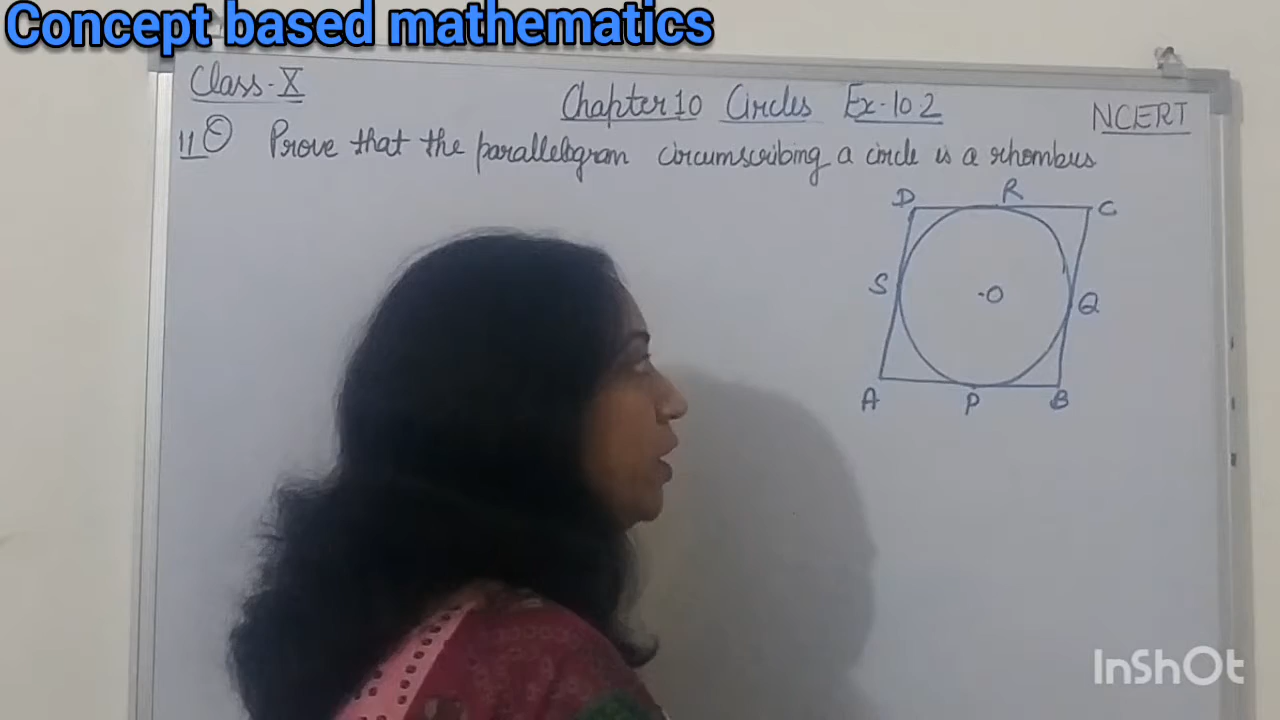 Concept based mathematics
Class-X
Chapter 10 Circles Ex-10.2
NCERT
11 Prove that the parallelogram circumscribing a circle is a rhombus
D R C
S O Q
A P B
InShOt